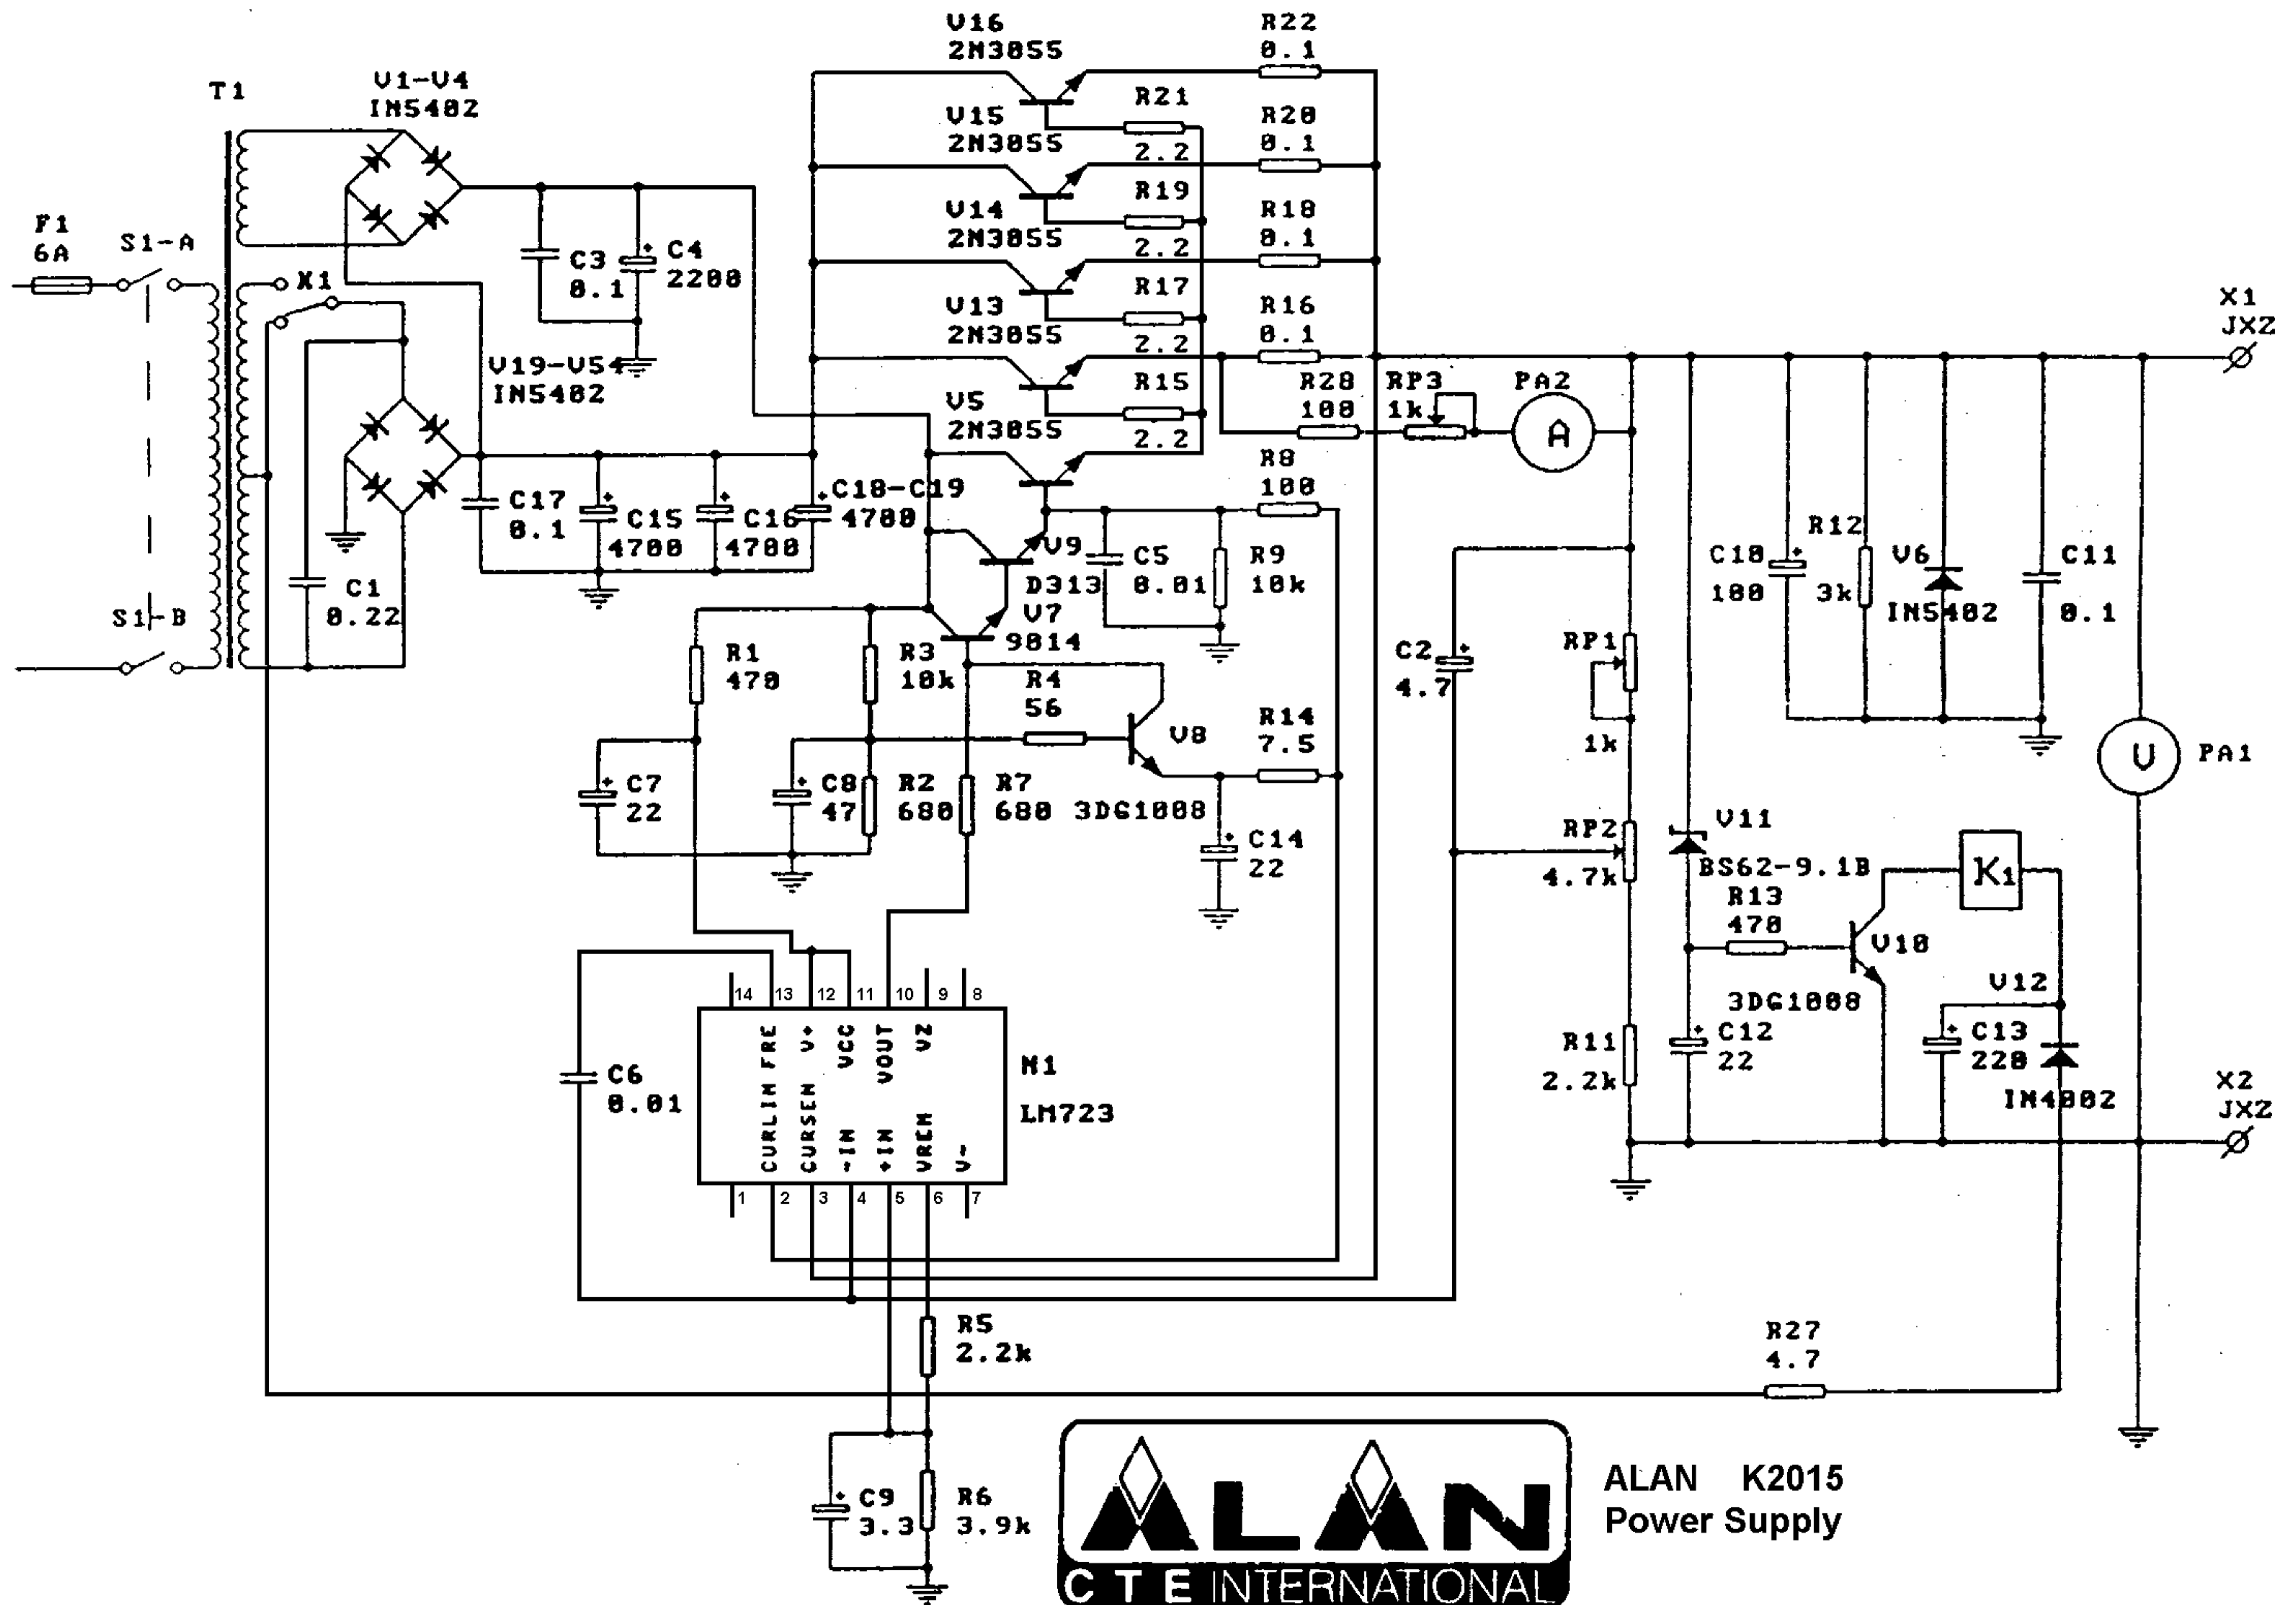 T1
V1-V4
IN5402
F1
6A
S1-A
S1-B
K1
C1
0.22
C3
0.1
C4
2200
V19-V54
IN5402
C17
0.1
C15
4700
C16
4700
C18-C19
4700
V16
2N3055
V15
2N3055
V14
2N3055
V13
2N3055
V5
2N3055
R22
0.1
R21
2.2
R20
0.1
R19
2.2
R18
0.1
R17
2.2
R16
0.1
R15
2.2
R28
100
RP3
1k
PA2
A
X1
JXZ
R8
100
V9
D313
V7
9014
C5
0.01
R9
10k
R1
470
R3
10k
R4
56
V8
3DG1008
R14
7.5
C7
22
C8
47
R2
680
R7
680
C14
22
C2
4.7
RP1
1k
RP2
4.7k
R11
2.2k
C10
100
R12
3k
V6
IN5402
C11
0.1
V
PA1
V11
BS62-9.1B
R13
470
V10
3DG1008
K1
C12
22
V12
C13
220
IN4002
X2
JXZ
14 13 12 11 10 9 8
CURLIM FRE
CURSEN V+
-IN VCC
+IN VOUT
VREM VZ
V-
1 2 3 4 5 6 7
M1
LM723
C6
0.01
R5
2.2k
C9
3.3
R6
3.9k
R27
4.7
ALAN
CTE INTERNATIONAL
ALAN K2015
Power Supply